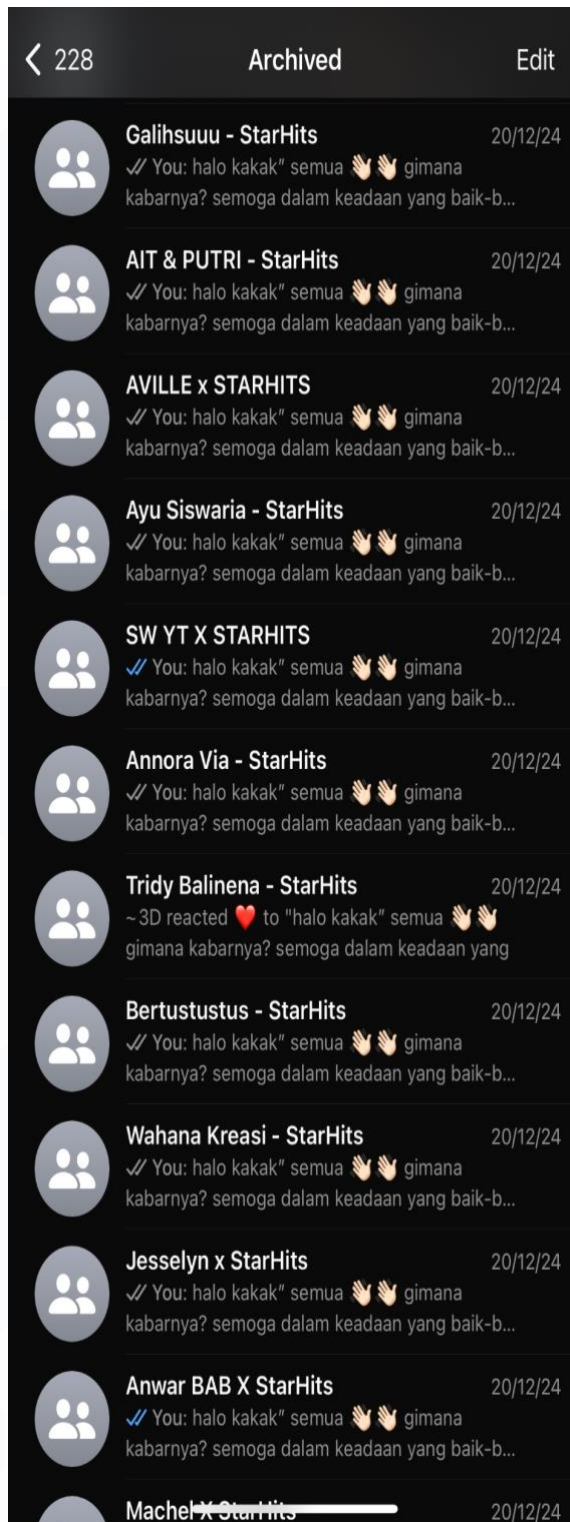 228
Archived
Edit
Galihsuuu - StarHits
20/12/24
You: halo kakak" semua 👋🏻👋🏻 gimana
kabarnya? semoga dalam keadaan yang baik-b...
AIT & PUTRI - StarHits
20/12/24
You: halo kakak" semua 👋🏻👋🏻 gimana
kabarnya? semoga dalam keadaan yang baik-b...
AVILLE x STARHITS
20/12/24
You: halo kakak" semua 👋🏻👋🏻 gimana
kabarnya? semoga dalam keadaan yang baik-b...
Ayu Siswaria - StarHits
20/12/24
You: halo kakak" semua 👋🏻👋🏻 gimana
kabarnya? semoga dalam keadaan yang baik-b...
SW YT X STARHITS
20/12/24
You: halo kakak" semua 👋🏻👋🏻 gimana
kabarnya? semoga dalam keadaan yang baik-b...
Annora Via - StarHits
20/12/24
You: halo kakak" semua 👋🏻👋🏻 gimana
kabarnya? semoga dalam keadaan yang baik-b...
Tridy Balinena - StarHits
20/12/24
~3D reacted ❤️ to "halo kakak" semua 👋🏻👋🏻
gimana kabarnya? semoga dalam keadaan yang
Bertustustus - StarHits
20/12/24
You: halo kakak" semua 👋🏻👋🏻 gimana
kabarnya? semoga dalam keadaan yang baik-b...
Wahana Kreasi - StarHits
20/12/24
You: halo kakak" semua 👋🏻👋🏻 gimana
kabarnya? semoga dalam keadaan yang baik-b...
Jesselyn x StarHits
20/12/24
You: halo kakak" semua 👋🏻👋🏻 gimana
kabarnya? semoga dalam keadaan yang baik-b...
Anwar BAB X StarHits
20/12/24
You: halo kakak" semua 👋🏻👋🏻 gimana
kabarnya? semoga dalam keadaan yang baik-b...
Machel X StarHits
20/12/24